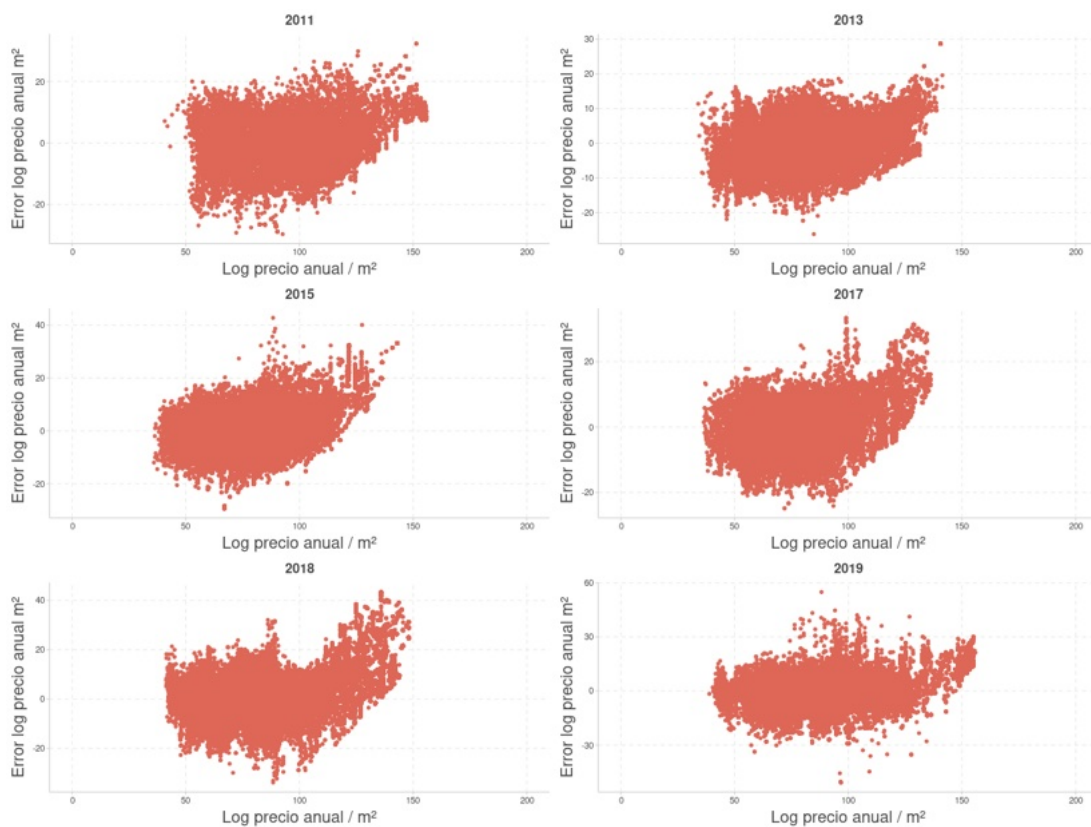 2011
Error log precio anual m²
20
0
-20
0 50 100 150 200
Log precio anual / m²
2013
Error log precio anual m²
30
20
10
0
-10
-20
0 50 100 150 200
Log precio anual / m²
2015
Error log precio anual m²
40
20
0
-20
0 50 100 150 200
Log precio anual / m²
2017
Error log precio anual m²
20
0
-20
0 50 100 150 200
Log precio anual / m²
2018
Error log precio anual m²
40
20
0
-20
0 50 100 150 200
Log precio anual / m²
2019
Error log precio anual m²
60
30
0
-30
0 50 100 150 200
Log precio anual / m²